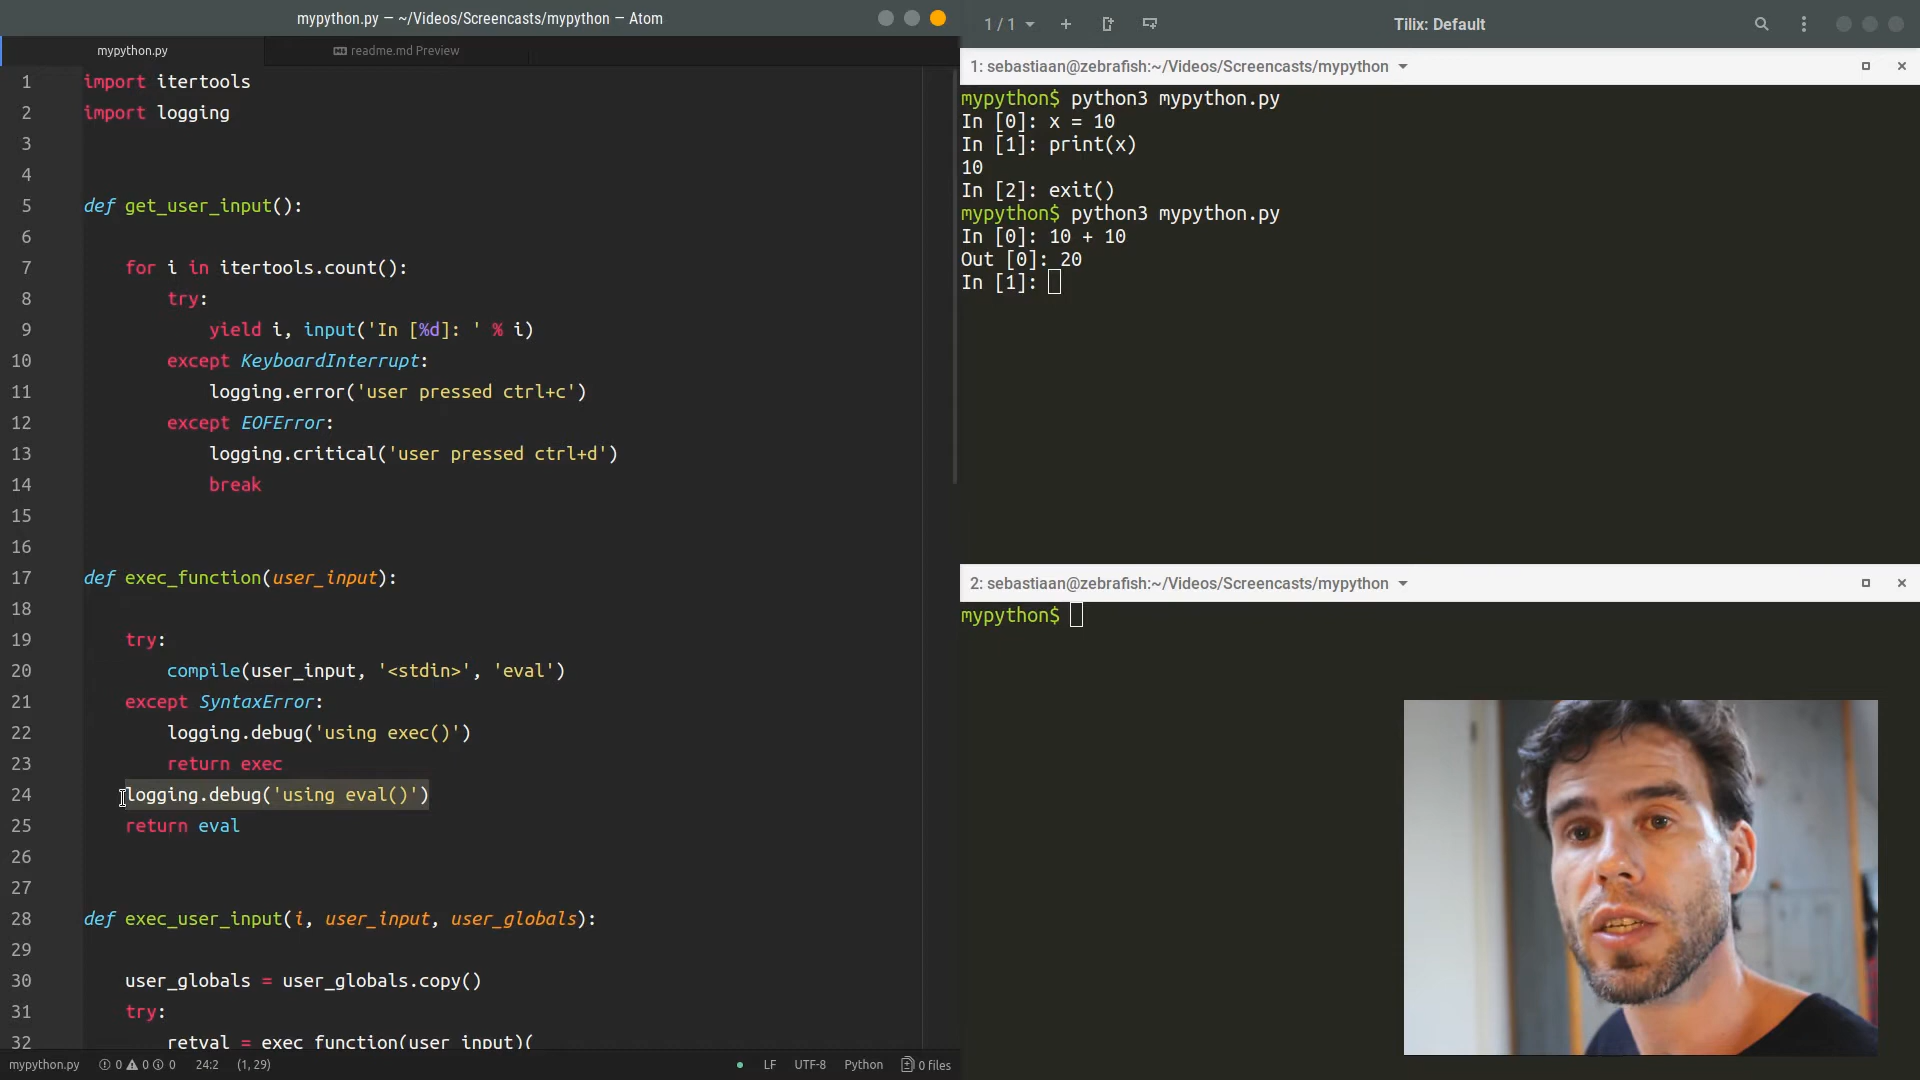 mypython.py — ~/Videos/Screencasts/mypython — Atom
mypython.py
readme.md Preview
1 import itertools
2 import logging
3
4
5 def get_user_input():
6
7 for i in itertools.count():
8 try:
9 yield i, input('In [%d]: ' % i)
10 except KeyboardInterrupt:
11 logging.error('user pressed ctrl+c')
12 except EOFError:
13 logging.critical('user pressed ctrl+d')
14 break
15
16
17 def exec_function(user_input):
18
19 try:
20 compile(user_input, '<stdin>', 'eval')
21 except SyntaxError:
22 logging.debug('using exec()')
23 return exec
24 logging.debug('using eval()')
25 return eval
26
27
28 def exec_user_input(i, user_input, user_globals):
29
30 user_globals = user_globals.copy()
31 try:
32 retval = exec_function(user_input)(
mypython.py 0 0 0 24:2 (1, 29) LF UTF-8 Python 0 files
1 / 1 Tilix: Default
1: sebastiaan@zebrafish:~/Videos/Screencasts/mypython
mypython$ python3 mypython.py
In [0]: x = 10
In [1]: print(x)
10
In [2]: exit()
mypython$ python3 mypython.py
In [0]: 10 + 10
Out [0]: 20
In [1]:
2: sebastiaan@zebrafish:~/Videos/Screencasts/mypython
mypython$